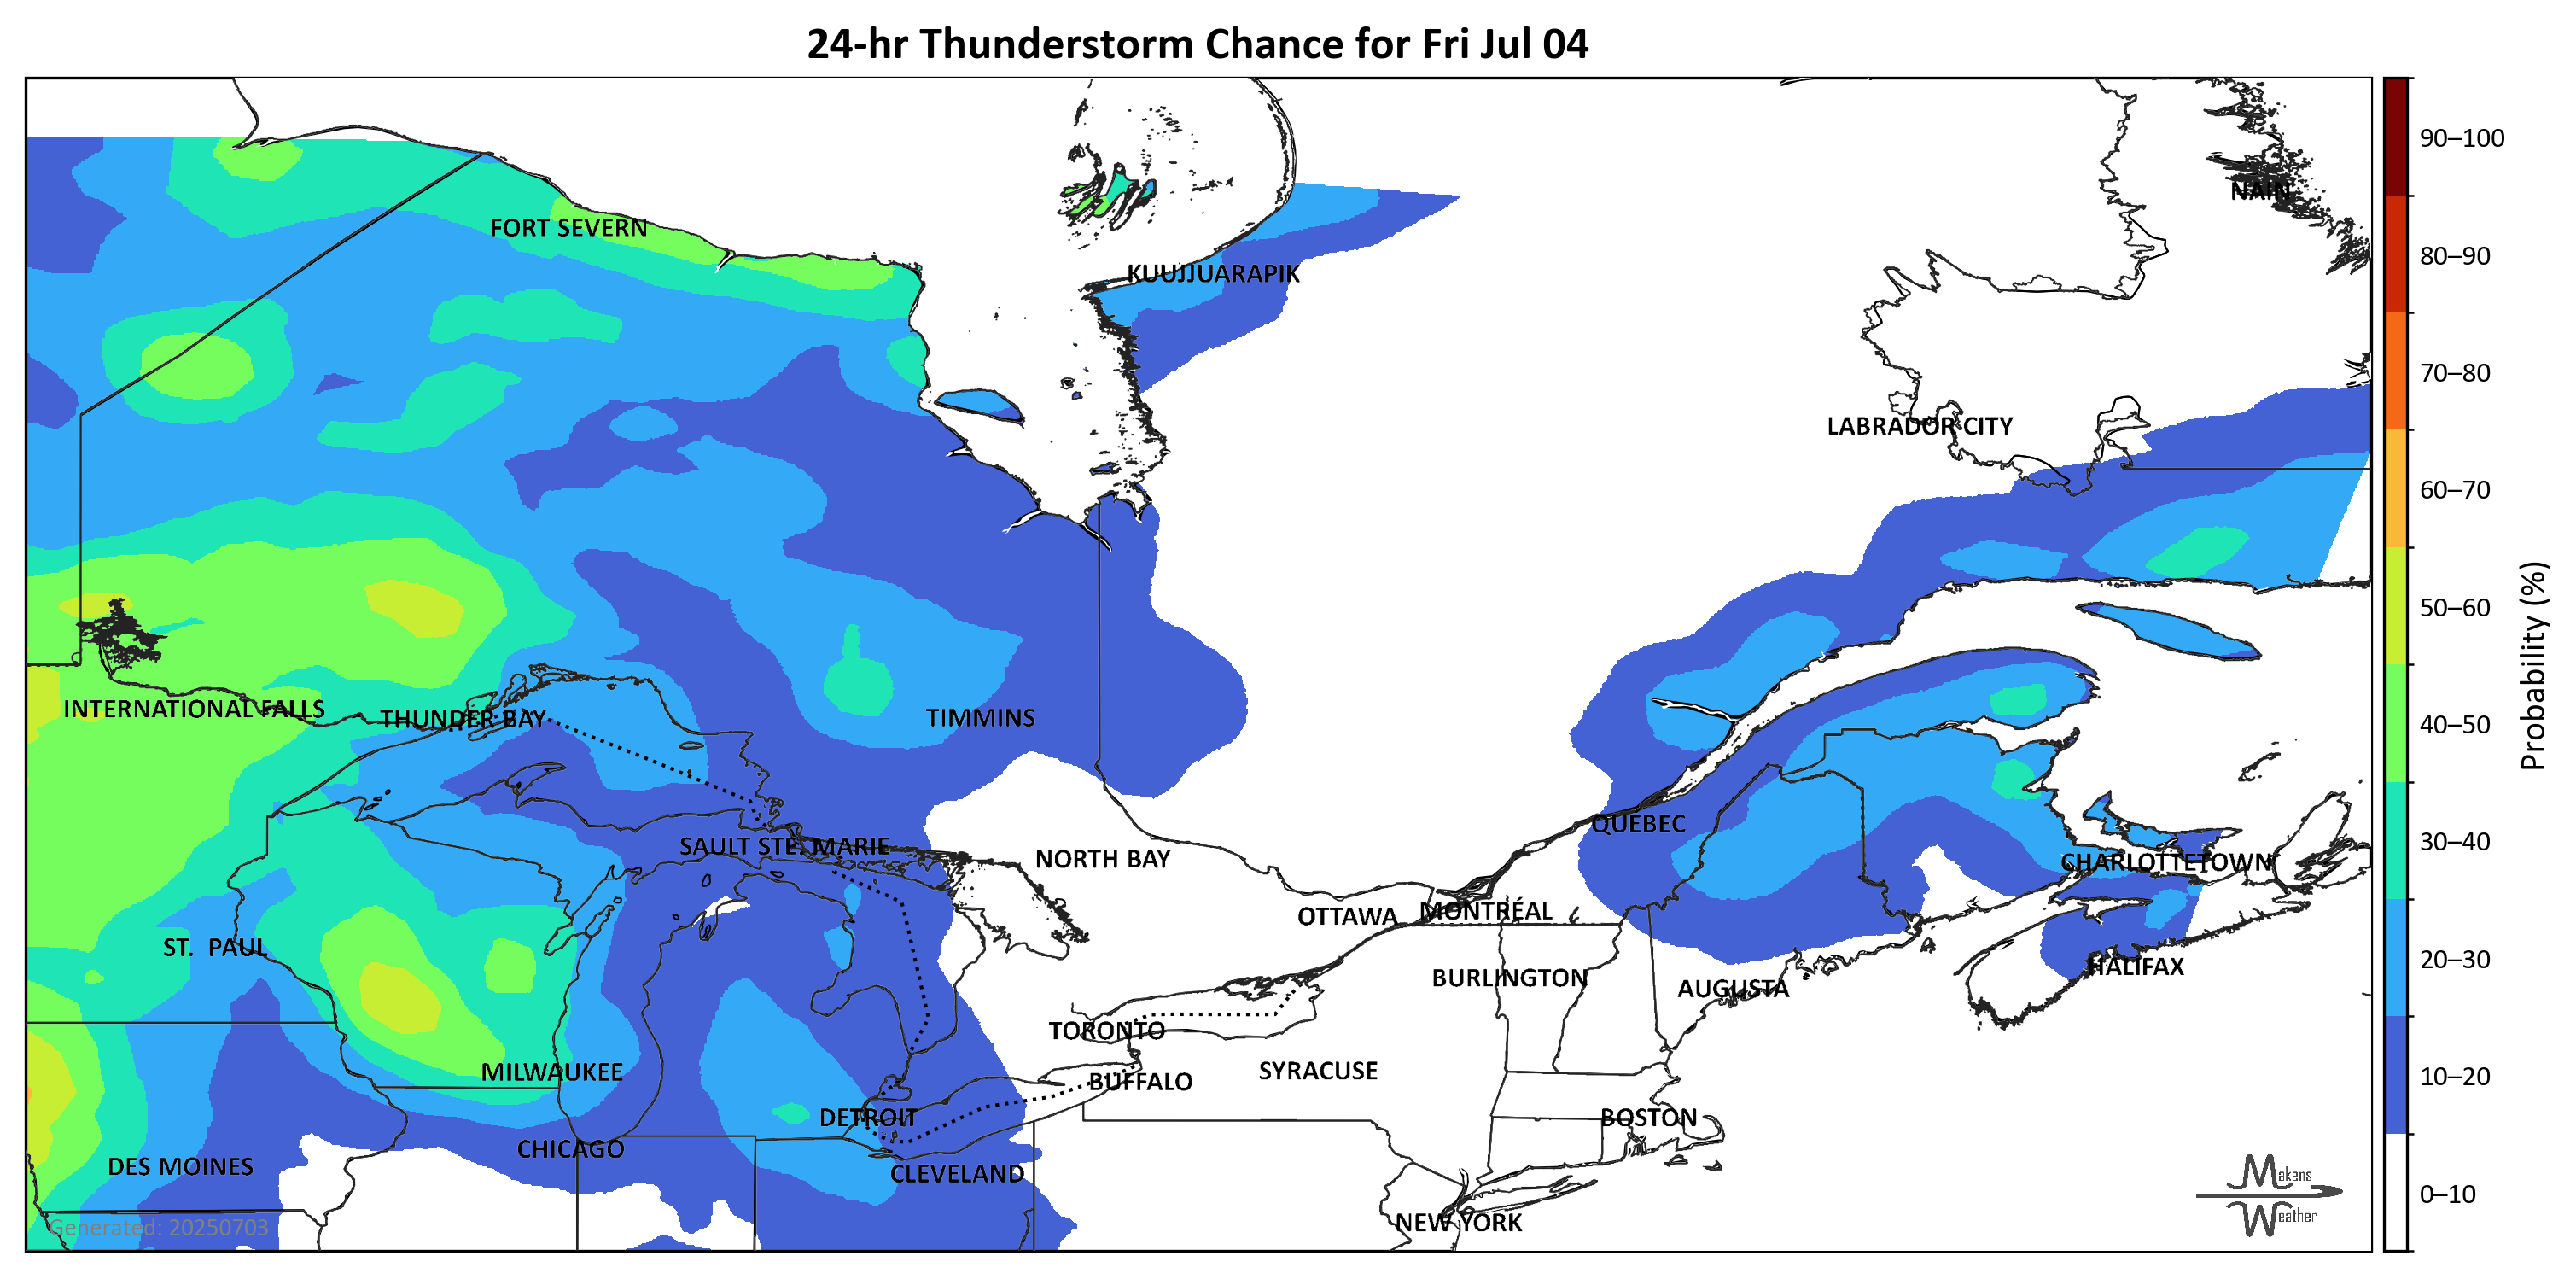 24-hr Thunderstorm Chance for Fri Jul 04
90–100
NAIN
FORT SEVERN
80–90
KUUJJUARAPIK
70–80
LABRADOR CITY
60–70
50–60
INTERNATIONAL FALLS
THUNDER BAY
TIMMINS
40–50
Probability (%)
QUEBEC
SAULT STE. MARIE
30–40
NORTH BAY
CHARLOTTETOWN
OTTAWA
MONTRÉAL
ST. PAUL
20–30
HALIFAX
BURLINGTON
AUGUSTA
TORONTO
MILWAUKEE
SYRACUSE
10–20
BUFFALO
DETROIT
BOSTON
CHICAGO
DES MOINES
CLEVELAND
Makens
Weather
0–10
NEW YORK
Generated: 20250703